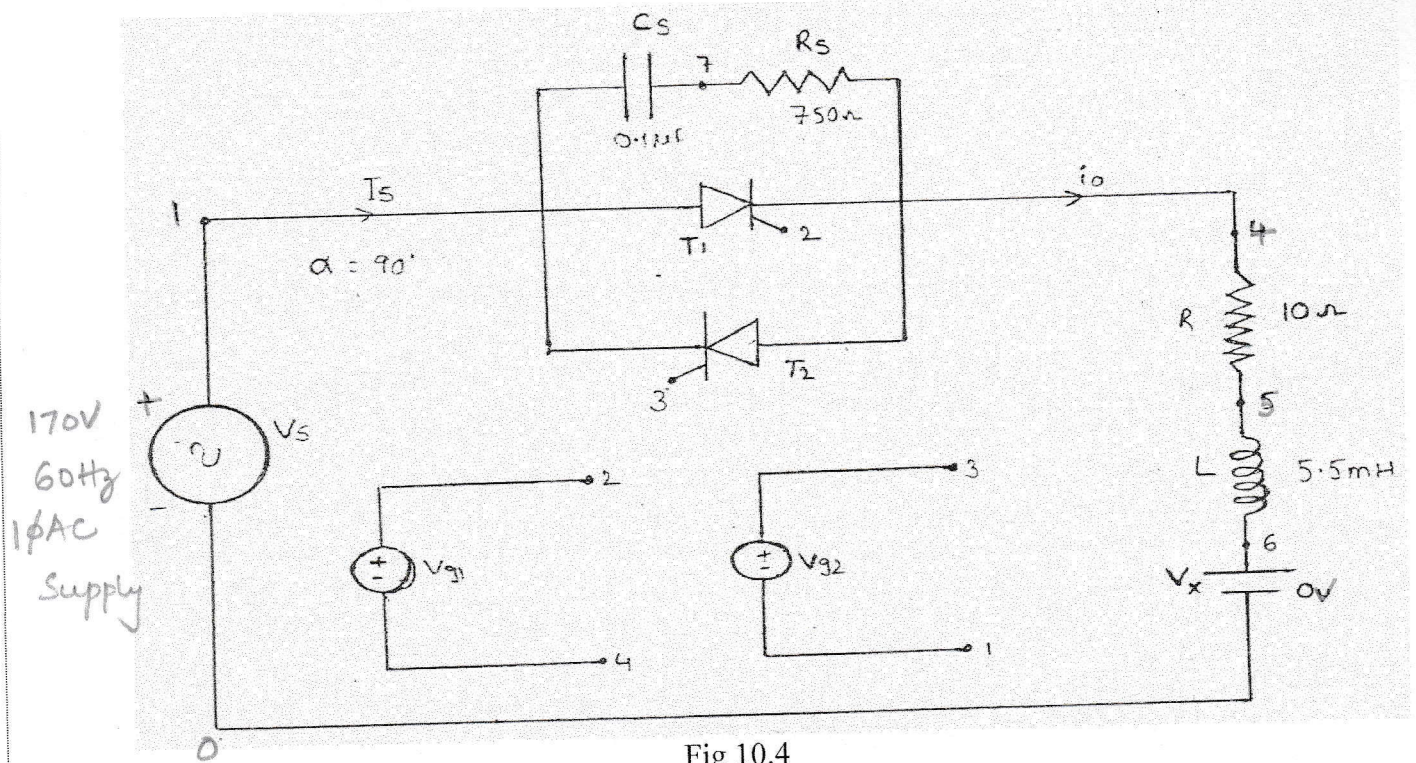 Cs
7
Rs
0.1μf
750Ω
1
Is
α = 90°
T1
2
io
4
R
10Ω
T2
3
5
170V
60Hz
1ϕAC
Supply
+
-
Vs
2
+
-
Vg1
4
3
+
-
Vg2
1
L
5.5mH
6
Vx
0V
0
Fig 10.4